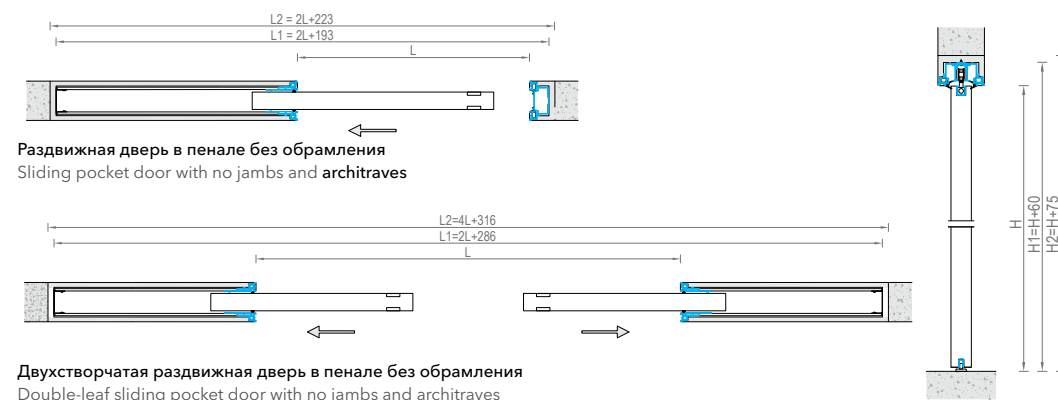 L2 = 2L+223
L1 = 2L+193
L
Раздвижная дверь в пенале без обрамления
Sliding pocket door with no jambs and architraves
L2=4L+316
L1=2L+286
L
Двухстворчатая раздвижная дверь в пенале без обрамления
Double-leaf sliding pocket door with no jambs and architraves
H
H1=H+60
H2=H+75